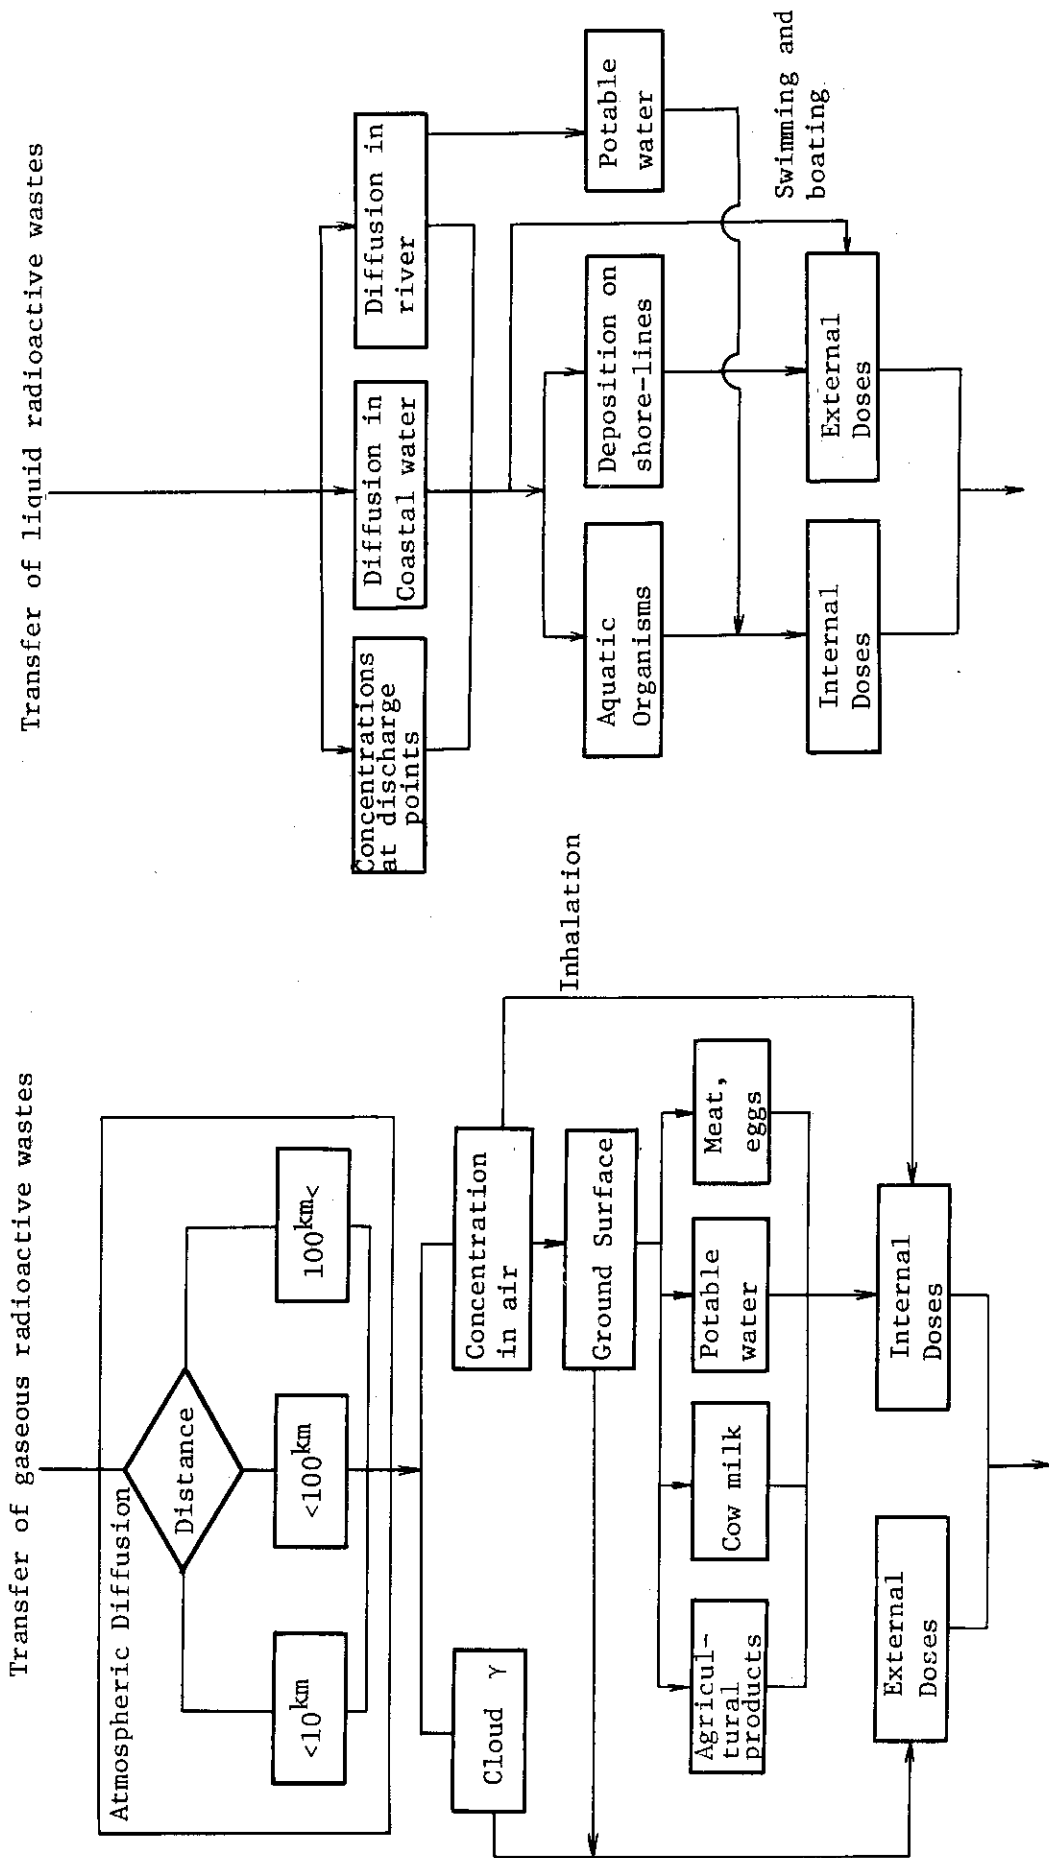 Transfer of gaseous radioactive wastes
Atmospheric Diffusion
Distance
<10km
<100km
100km<
Cloud γ
Concentration
in air
Inhalation
Ground Surface
Agricul-
tural
products
Cow milk
Potable
water
Meat,
eggs
External
Doses
Internal
Doses
Transfer of liquid radioactive wastes
Concentrations
at discharge
points
Diffusion in
Coastal water
Diffusion in
river
Aquatic
Organisms
Deposition on
shore-lines
Potable
water
Swimming and
boating
Internal
Doses
External
Doses